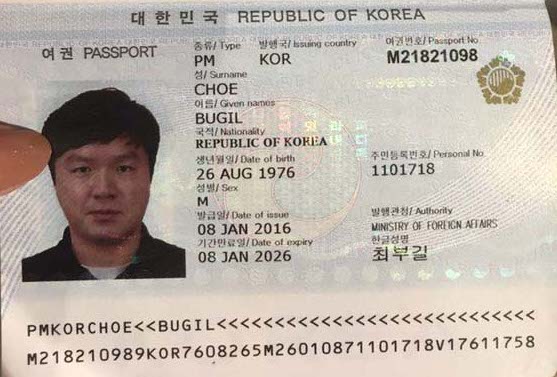 대한민국 REPUBLIC OF KOREA
여권 PASSPORT
종류/ Type 발행국/ Issuing country 여권번호/ Passport No.
PM KOR M21821098
성/ Surname
CHOE
이름/ Given names
BUGIL
국적/ Nationality
REPUBLIC OF KOREA
생년월일/ Date of birth 주민등록번호/ Personal No.
26 AUG 1976 1101718
성별/ Sex
M
발급일/ Date of issue 발행관청/ Authority
08 JAN 2016 MINISTRY OF FOREIGN AFFAIRS
기간만료일/ Date of expiry 한글성명
08 JAN 2026 최부길
PMKORCHOE<<BUGIL<<<<<<<<<<<<<<<<<<<<<<<<<<<<
M218210989KOR7608265M26010871101718V17611758